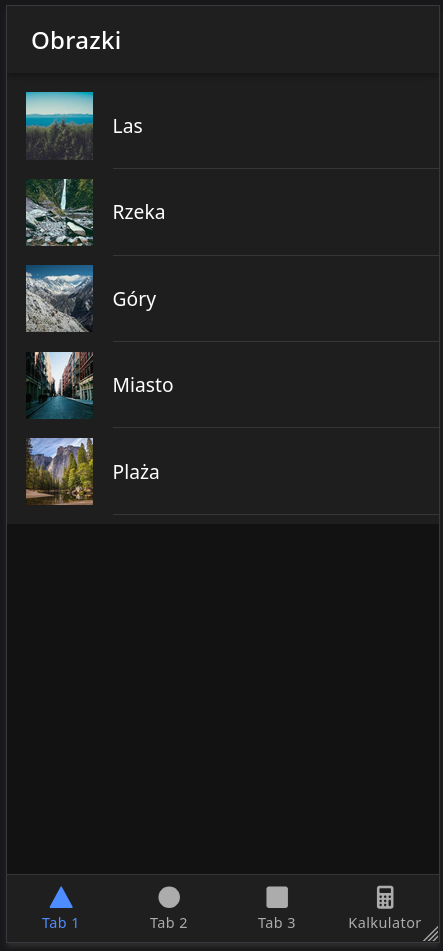 Obrazki
Las
Rzeka
Góry
Miasto
Plaża
Tab 1
Tab 2
Tab 3
Kalkulator